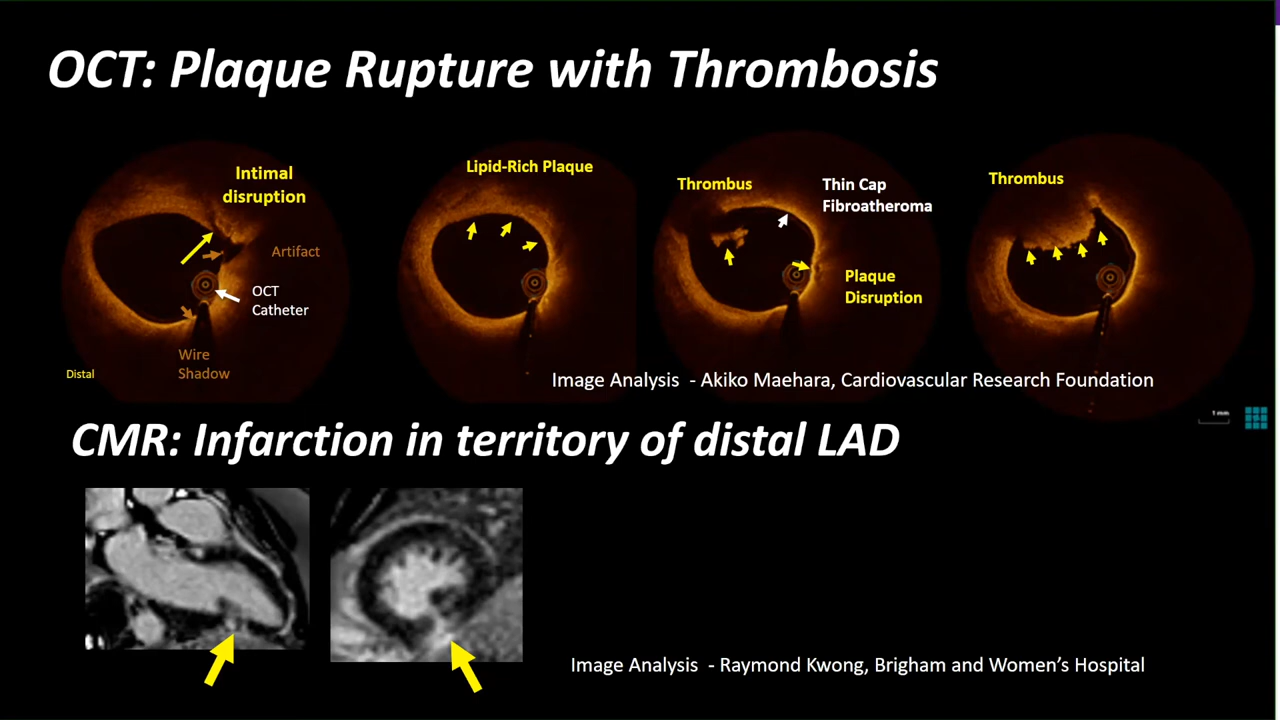 OCT: Plaque Rupture with Thrombosis
Intimal
disruption
Artifact
OCT
Catheter
Wire
Shadow
Distal
Lipid-Rich Plaque
Thrombus
Thin Cap
Fibroatheroma
Plaque
Disruption
Thrombus
Image Analysis - Akiko Maehara, Cardiovascular Research Foundation
1 mm
CMR: Infarction in territory of distal LAD
Image Analysis - Raymond Kwong, Brigham and Women’s Hospital